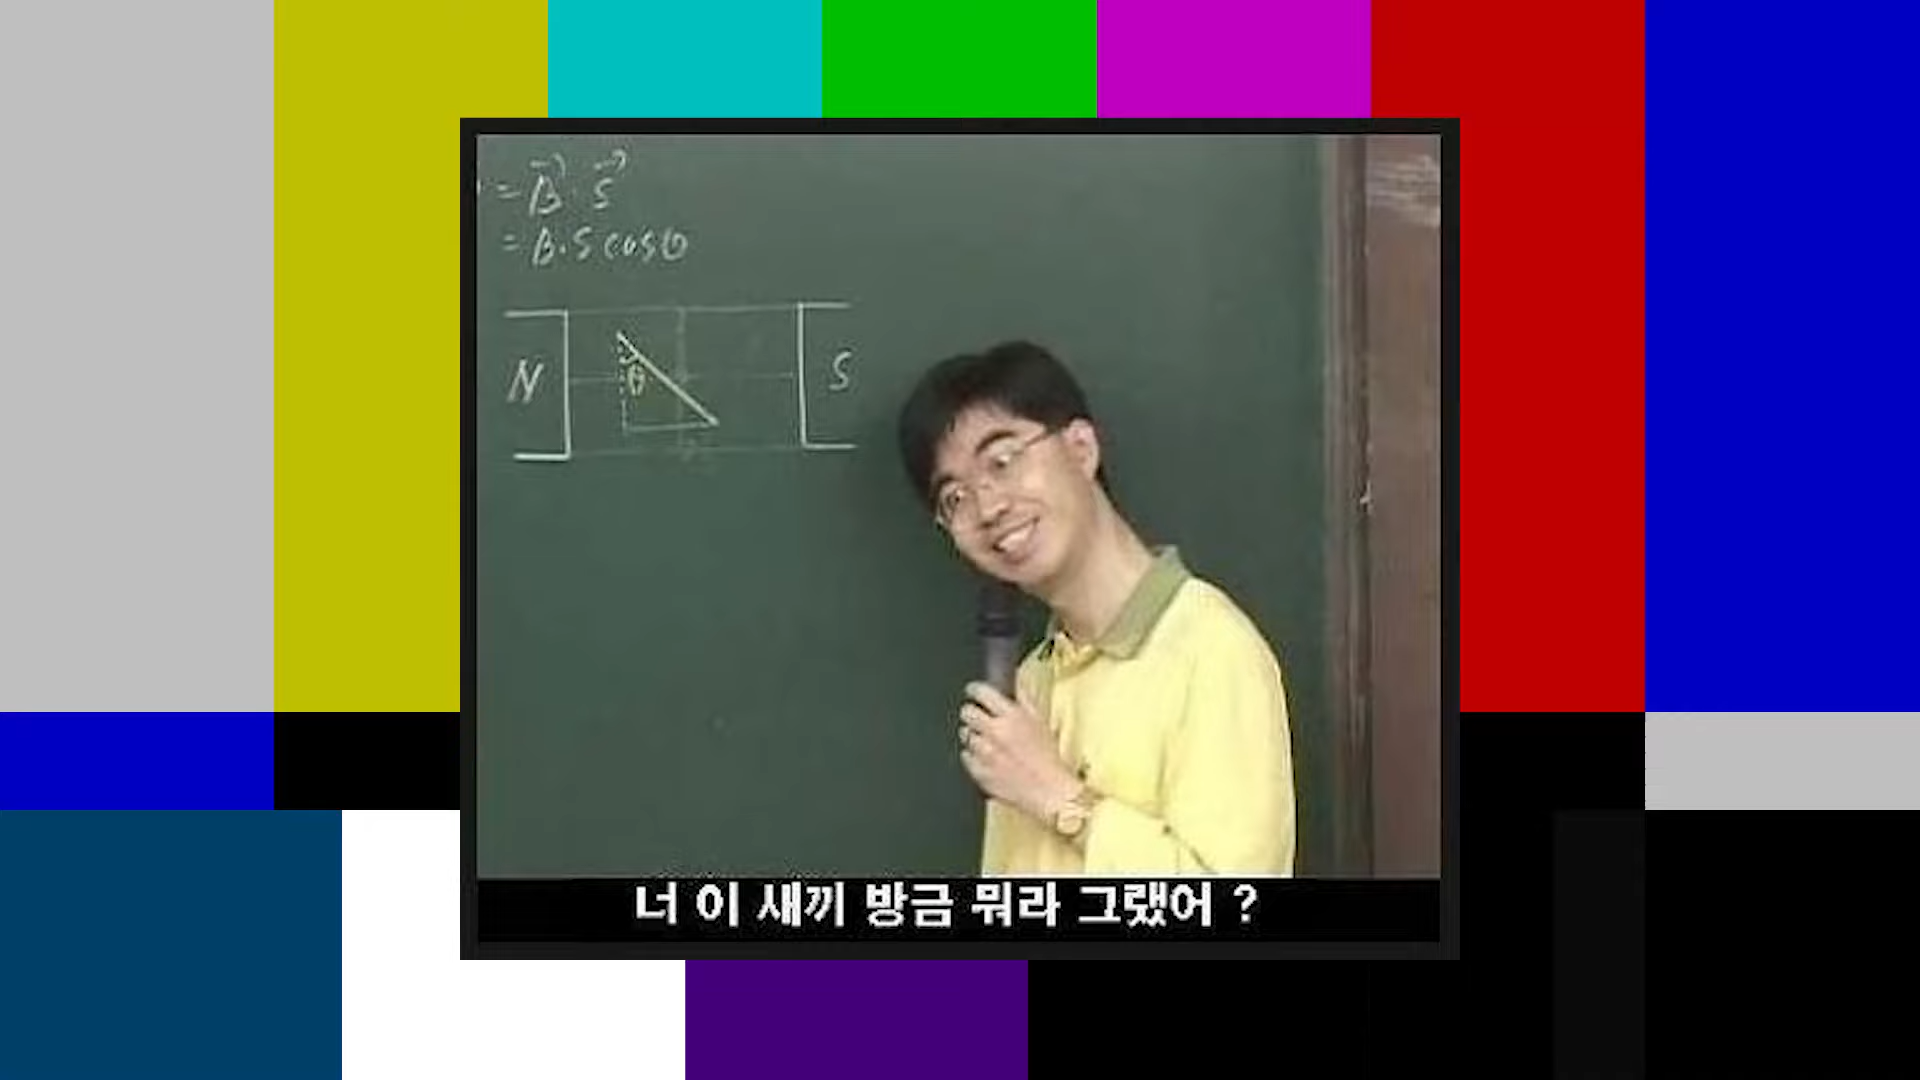 = B⃗ · S⃗
= B · S cosθ
N θ S
너 이 새끼 방금 뭐라 그랬어 ?